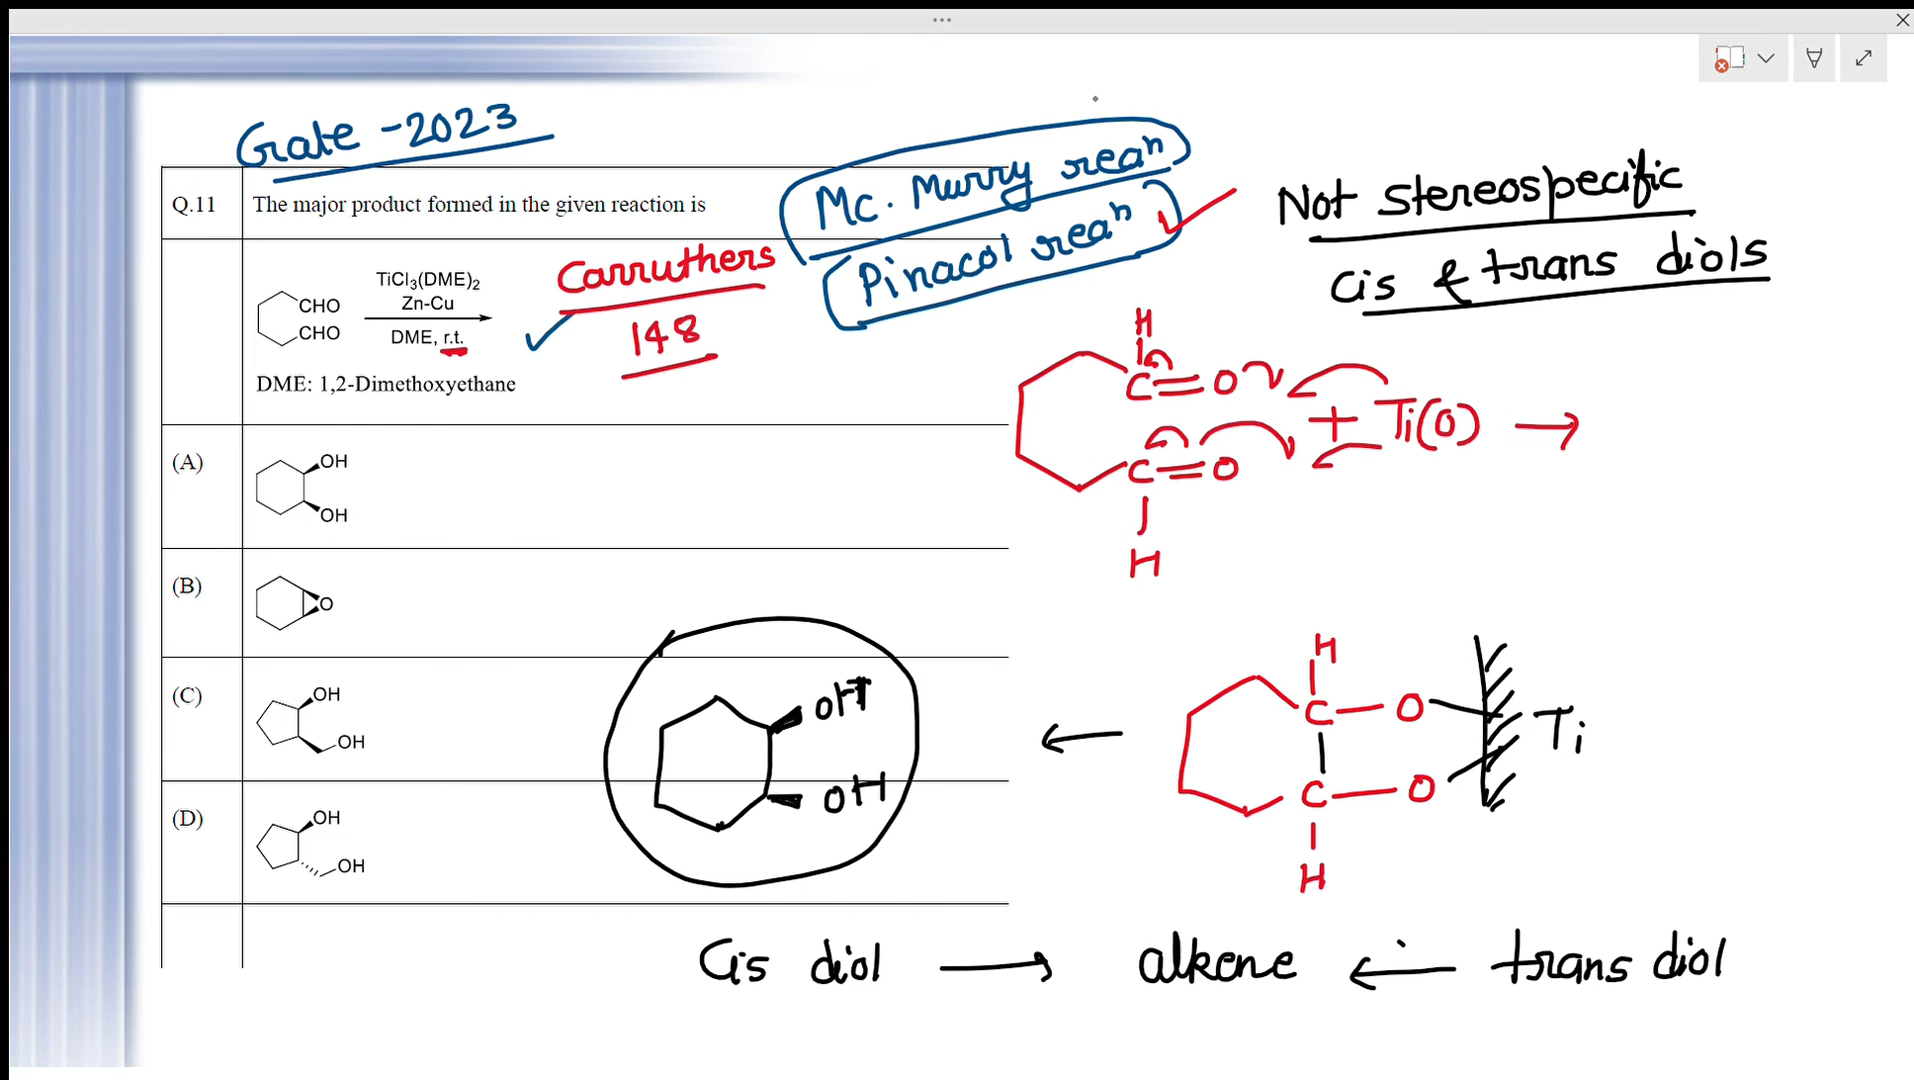 Gate -2023
Q.11 The major product formed in the given reaction is
Mc. Murry reaⁿ
Pinacol reaⁿ
Not stereospecific
cis & trans diols
CHO
CHO
TiCl₃(DME)₂
Zn-Cu
DME, r.t.
Carruthers
148
DME: 1,2-Dimethoxyethane
H
C=O
+ Ti(0) →
C=O
H
(A)
OH
OH
(B)
O
(C)
OH
OH
(D)
OH
OH
OH
OH
H
C-O
Ti
C-O
H
Cis diol → alkene ← trans diol